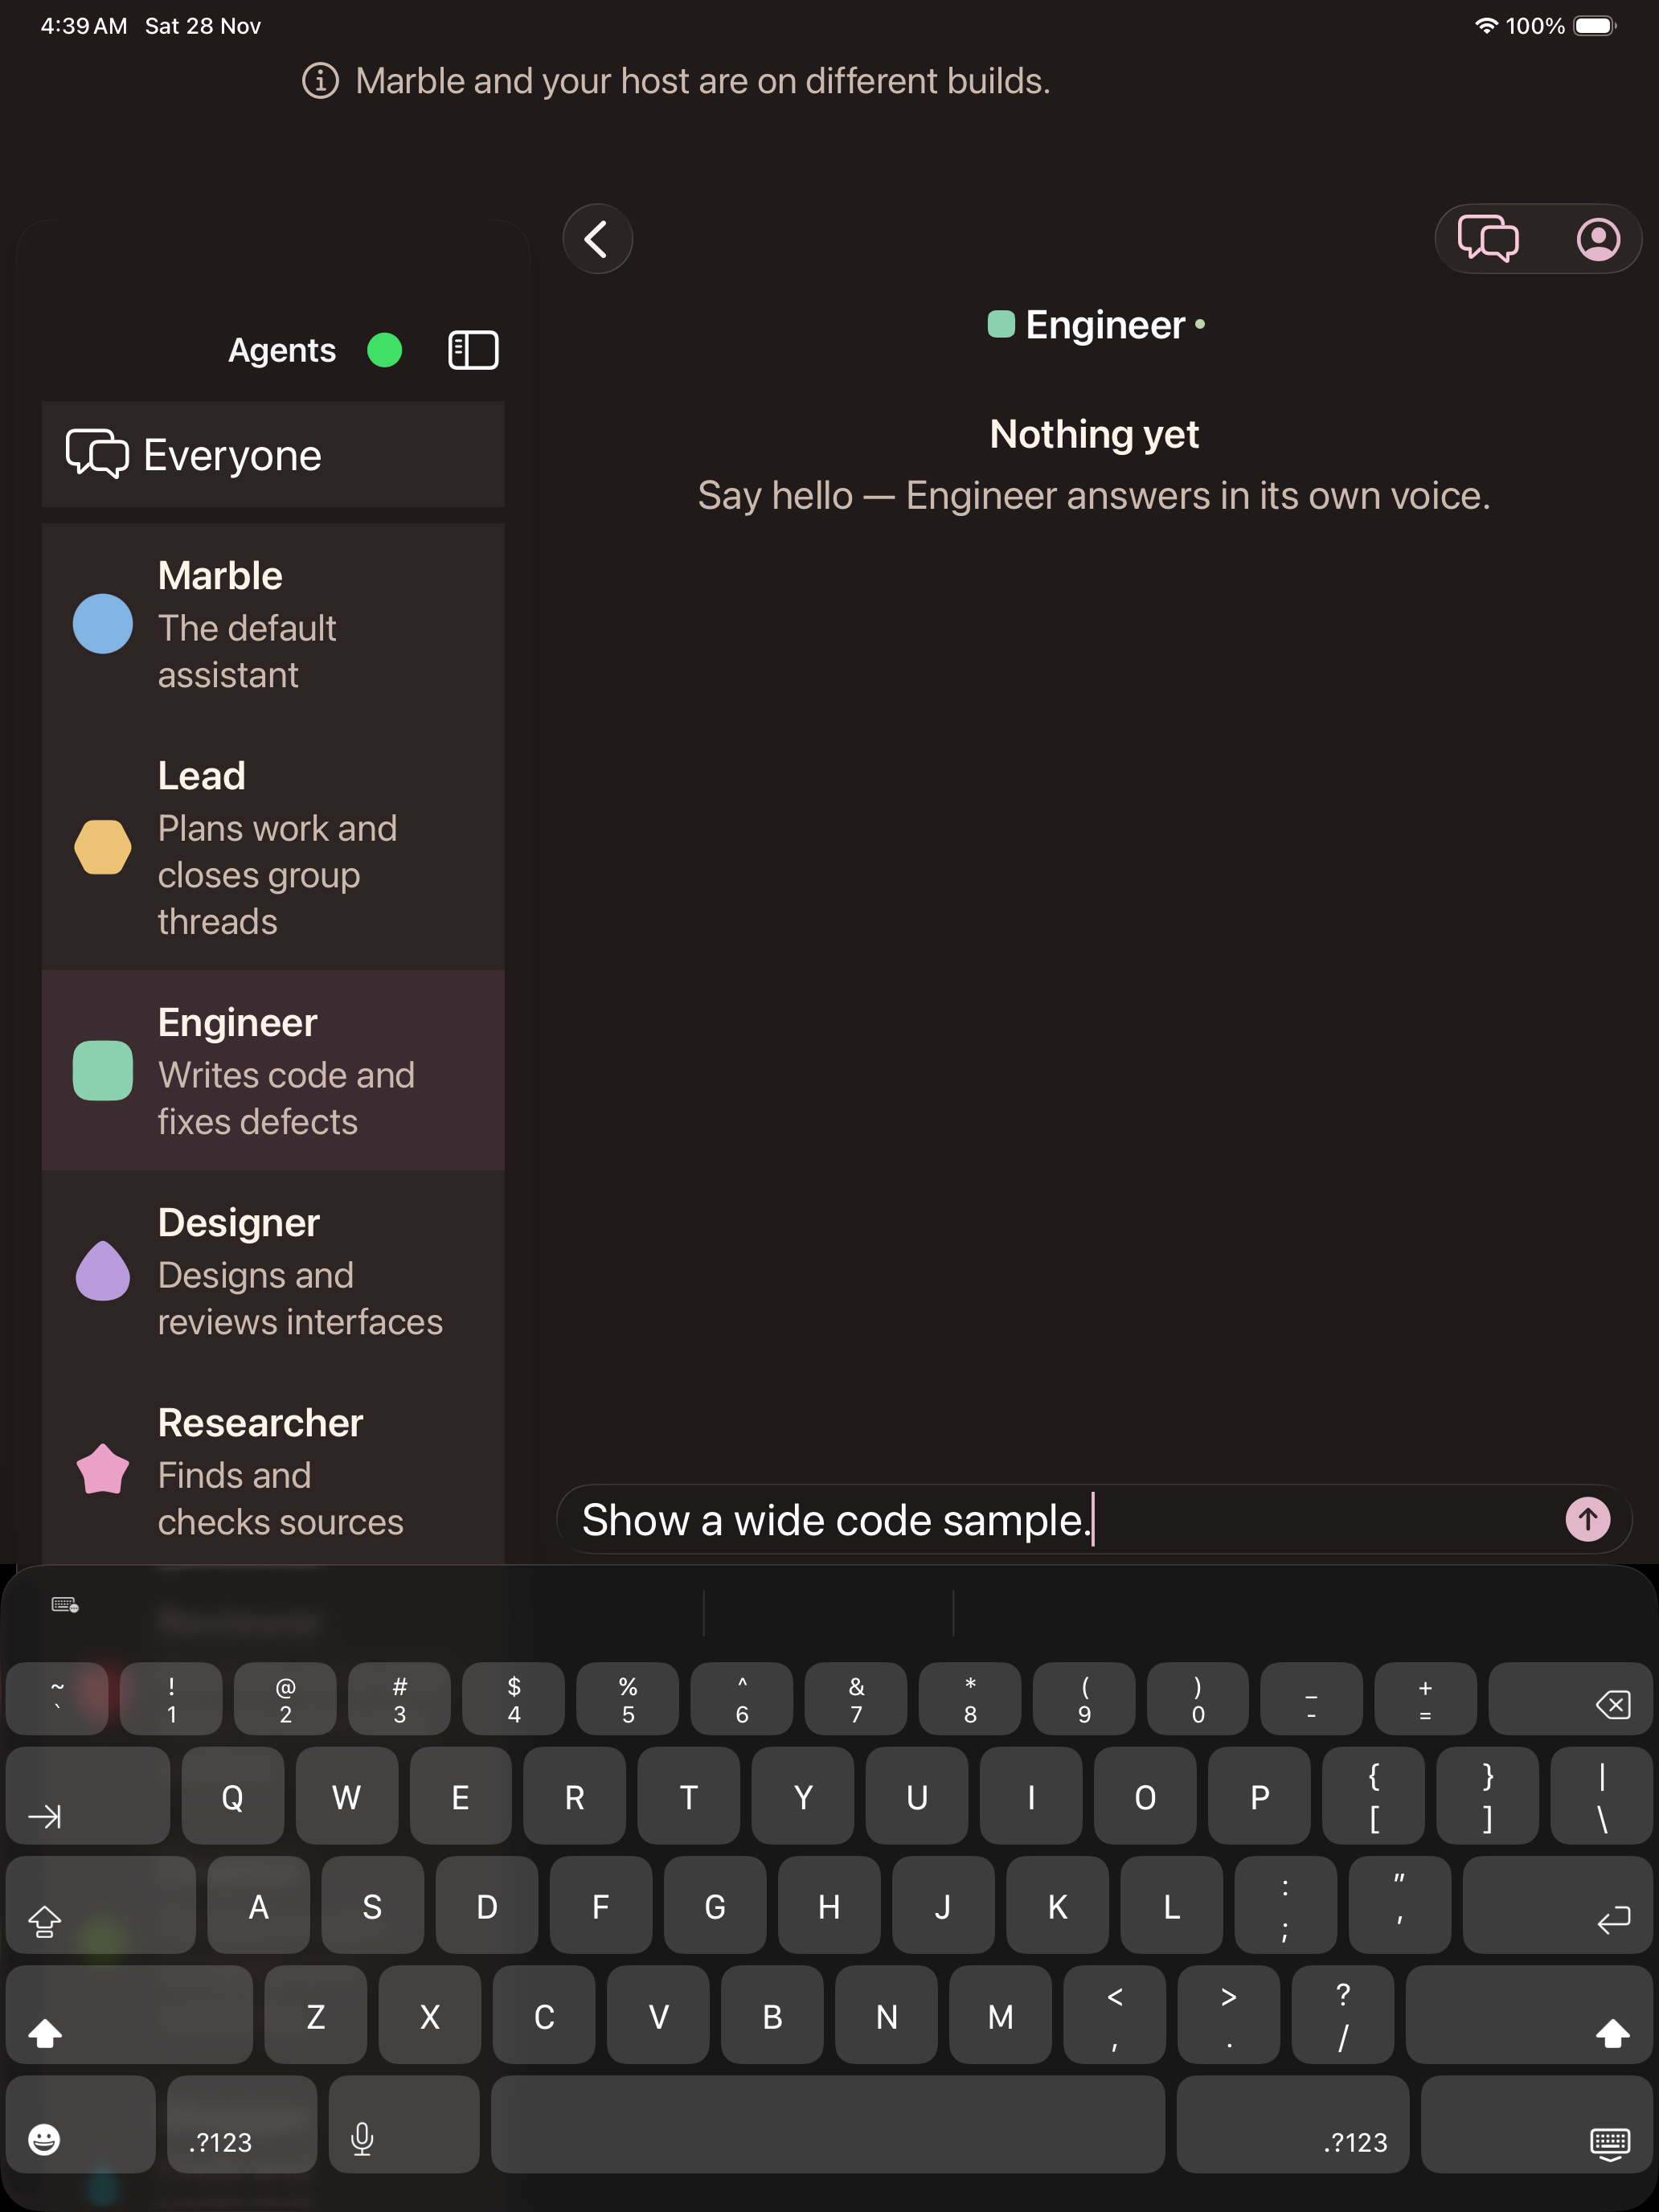 4:39 AM Sat 28 Nov
100%
Marble and your host are on different builds.
Agents
Everyone
Marble
The default
assistant
Lead
Plans work and
closes group
threads
Engineer
Writes code and
fixes defects
Designer
Designs and
reviews interfaces
Researcher
Finds and
checks sources
Engineer
Nothing yet
Say hello — Engineer answers in its own voice.
Show a wide code sample.
~ ! @ # $ % ^ & * ( ) _ +
` 1 2 3 4 5 6 7 8 9 0 - =
Q W E R T Y U I O P { } |
[ ] \
A S D F G H J K L : "
; '
Z X C V B N M < > ?
, . /
.?123 .?123